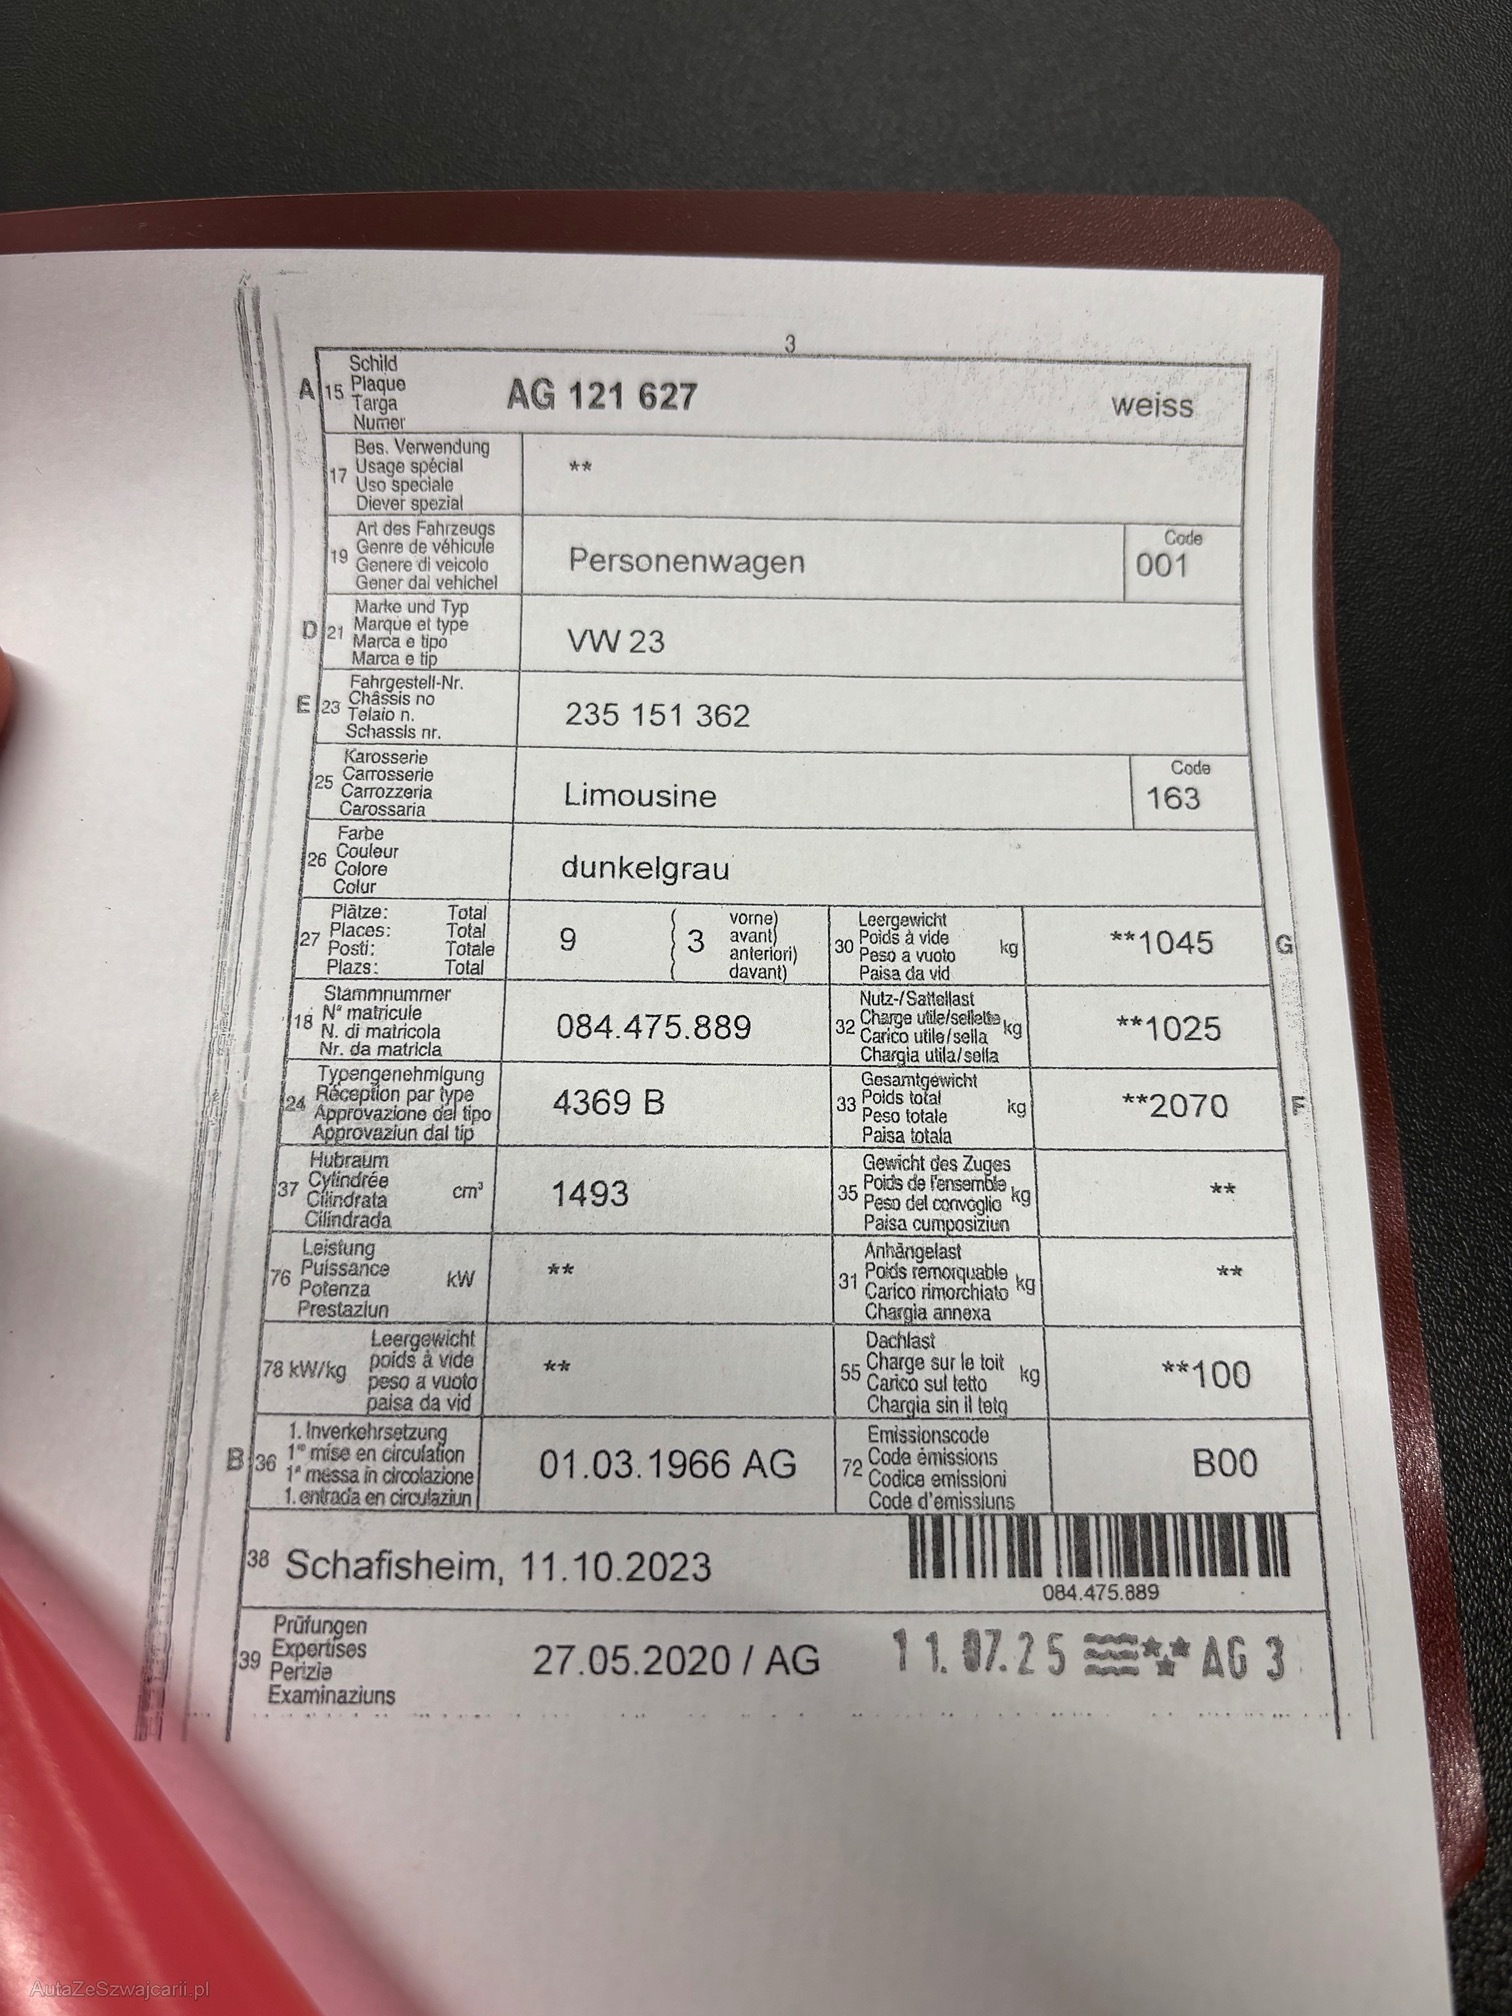 3
A 15 Schild
Plaque
Targa
Numer
AG 121 627 weiss
17 Bes. Verwendung
Usage spécial
Uso speciale
Diever spezial
**
19 Art des Fahrzeugs
Genre de véhicule
Genere di veicolo
Gener dal vehichel
Personenwagen
Code
001
D 21 Marke und Typ
Marque et type
Marca e tipo
Marca e tip
VW 23
E 23 Fahrgestell-Nr.
Châssis no
Telaio n.
Schassis nr.
235 151 362
25 Karosserie
Carrosserie
Carrozzeria
Carossaria
Limousine
Code
163
26 Farbe
Couleur
Colore
Colur
dunkelgrau
27 Plätze: Total
Places: Total
Posti: Totale
Plazs: Total
9 3
vorne)
avant)
anteriori)
davant)
30 Leergewicht
Poids à vide
Peso a vuoto
Paisa da vid
kg **1045 G
18 Stammnummer
N° matricule
N. di matricola
Nr. da matricla
084.475.889
32 Nutz-/Sattellast
Charge utile/sellette
Carico utile/sella
Chargia utila/sella
kg **1025
24 Typengenehmigung
Réception par type
Approvazione del tipo
Approvaziun dal tip
4369 B
33 Gesamtgewicht
Poids total
Peso totale
Paisa totala
kg **2070 F
37 Hubraum
Cylindrée
Cilindrata
Cilindrada
cm³ 1493
35 Gewicht des Zuges
Poids de l'ensemble
Peso del convoglio
Paisa cumposiziun
kg **
76 Leistung
Puissance
Potenza
Prestaziun
kW **
31 Anhängelast
Poids remorquable
Carico rimorchiato
Chargia annexa
kg **
78 kW/kg Leergewicht
poids à vide
peso a vuoto
paisa da vid
**
55 Dachlast
Charge sur le toit
Carico sul tetto
Chargia sin il tetg
kg **100
B 36 1. Inverkehrsetzung
1re mise en circulation
1a messa in circolazione
1. entrada en circulaziun
01.03.1966 AG
72 Emissionscode
Code émissions
Codice emissioni
Code d'emissiuns
B00
38 Schafisheim, 11.10.2023
084.475.889
39 Prüfungen
Expertises
Perizie
Examinaziuns
27.05.2020 / AG
11.07.25 AG 3
AutaZeSzwajcarii.pl